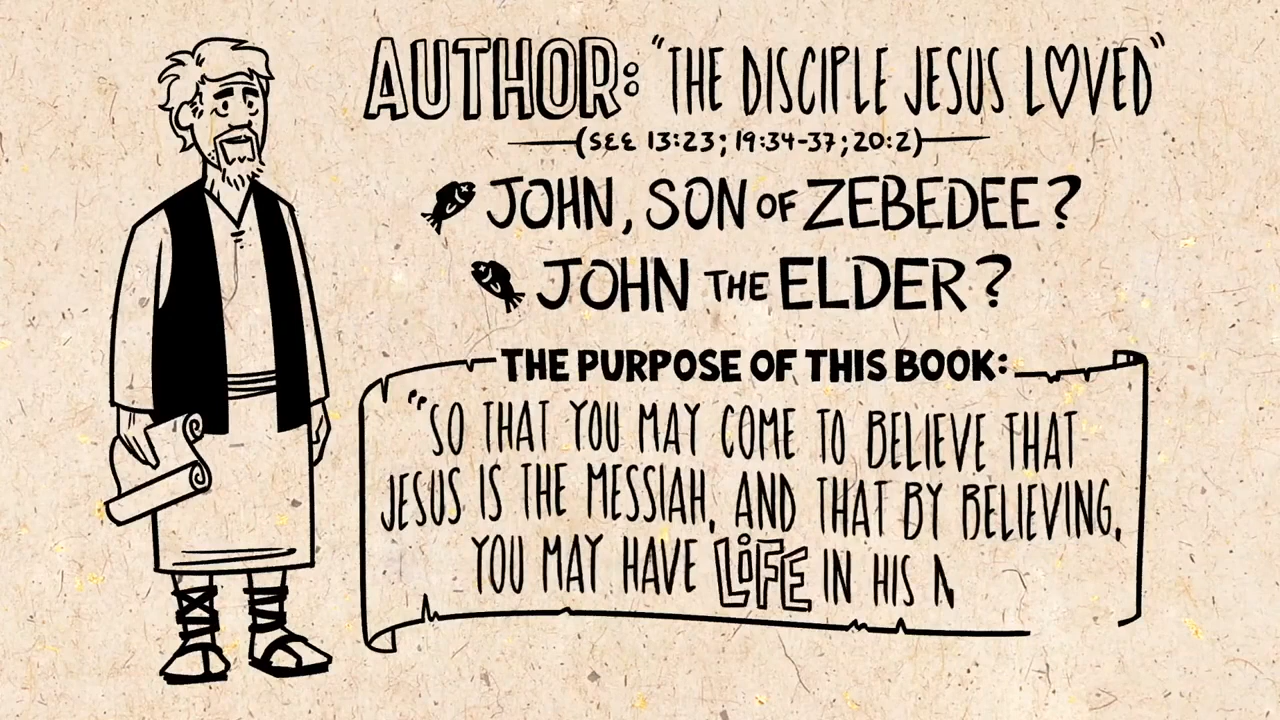 AUTHOR: "THE DISCIPLE JESUS LOVED"
(SEE 13:23; 19:34-37; 20:2)
JOHN, SON OF ZEBEDEE?
JOHN THE ELDER?
THE PURPOSE OF THIS BOOK:
"SO THAT YOU MAY COME TO BELIEVE THAT
JESUS IS THE MESSIAH, AND THAT BY BELIEVING,
YOU MAY HAVE LIFE IN HIS